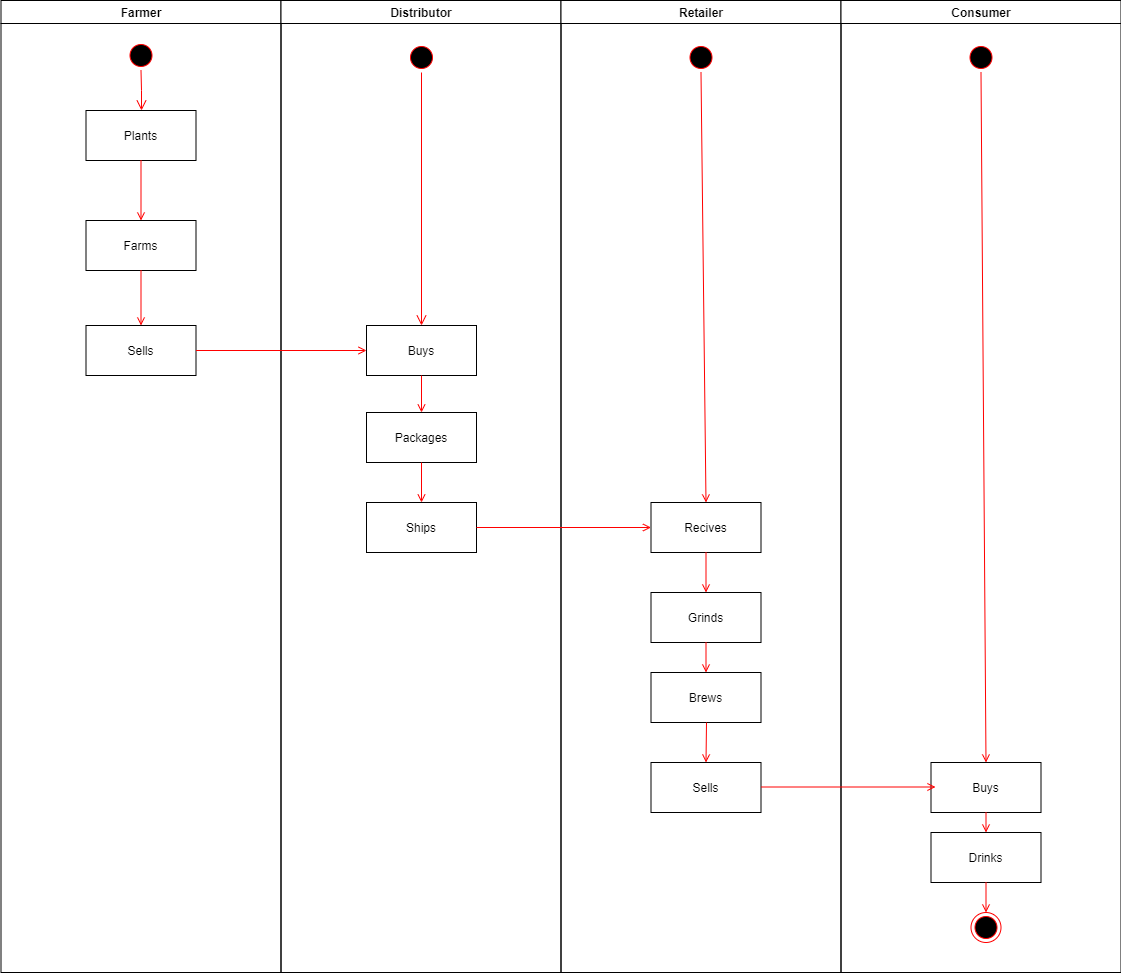 Farmer
Distributor
Retailer
Consumer
Plants
Farms
Sells
Buys
Packages
Ships
Recives
Grinds
Brews
Sells
Buys
Drinks